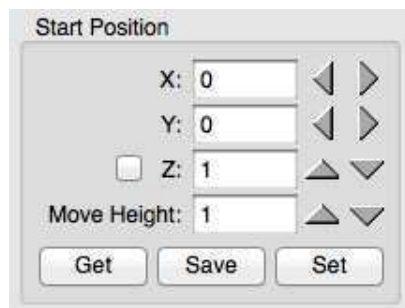 Start Position
X: 0
Y: 0
Z: 1
Move Height: 1
Get Save Set